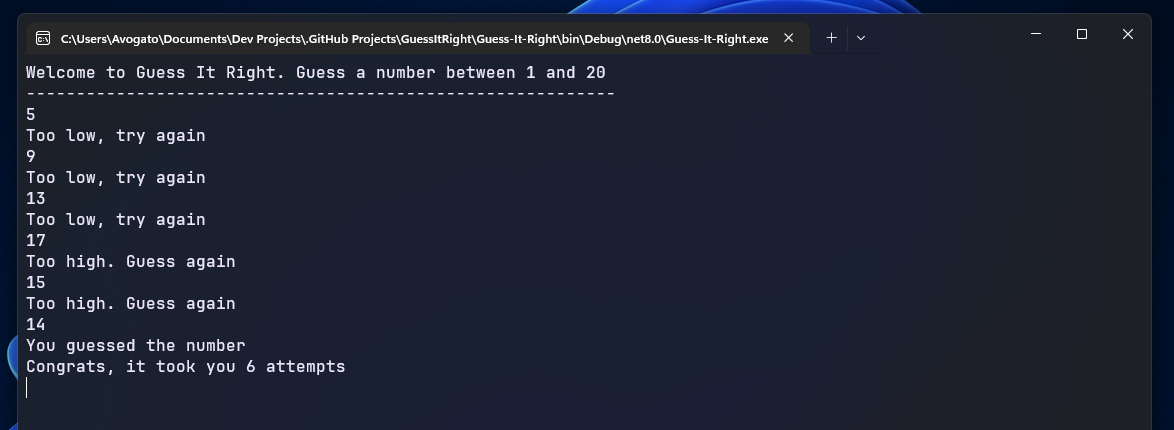 C:\Users\Avogato\Documents\Dev Projects\.GitHub Projects\GuessItRight\Guess-It-Right\bin\Debug\net8.0\Guess-It-Right.exe
Welcome to Guess It Right. Guess a number between 1 and 20
-----------------------------------------------------------
5
Too low, try again
9
Too low, try again
13
Too low, try again
17
Too high. Guess again
15
Too high. Guess again
14
You guessed the number
Congrats, it took you 6 attempts